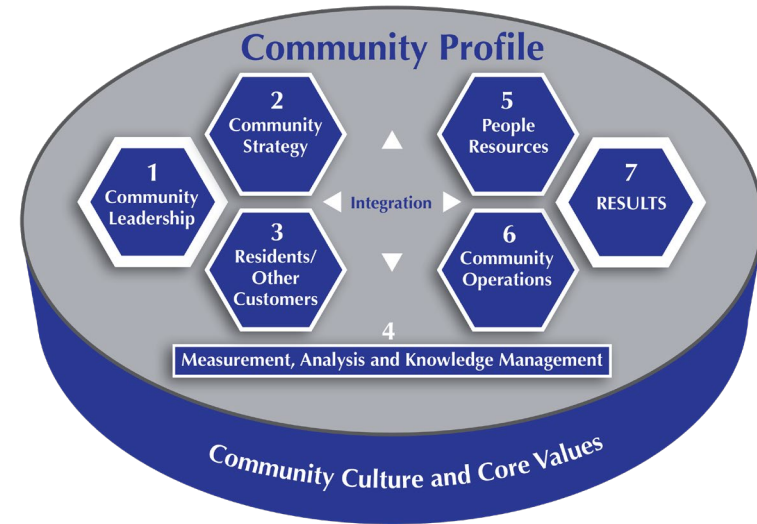 Community Profile
1
Community
Leadership
2
Community
Strategy
3
Residents/
Other
Customers
Integration
5
People
Resources
6
Community
Operations
7
RESULTS
4
Measurement, Analysis and Knowledge Management
Community Culture and Core Values